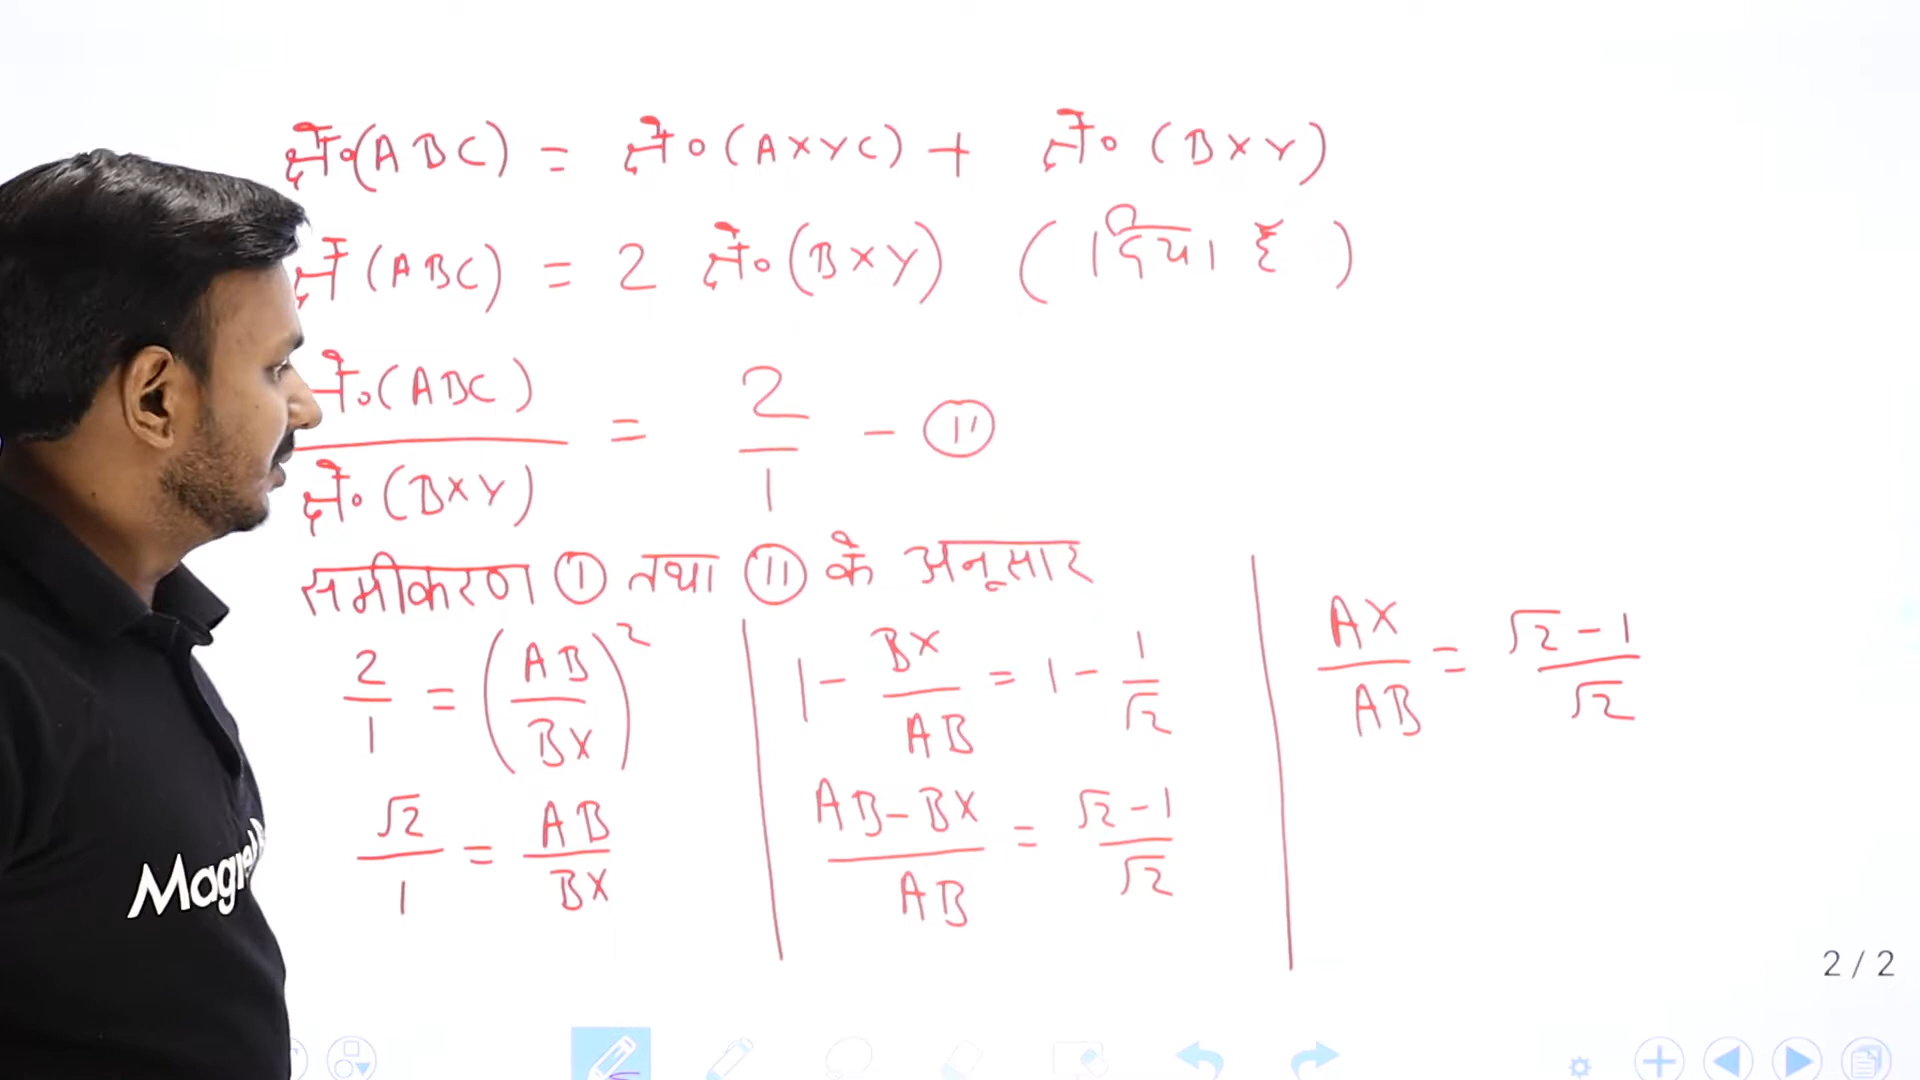 क्षे०(ABC) = क्षे०(AXYC) + क्षे०(BXY)
क्षे(ABC) = 2 क्षे०(BXY) (दिया है)
क्षे०(ABC) / क्षे०(BXY) = 2/1 - (II)
समीकरण (I) तथा (II) के अनूसार
2/1 = (AB/BX)²
√2/1 = AB/BX
1 - BX/AB = 1 - 1/√2
AB-BX/AB = √2-1/√2
AX/AB = √2-1/√2
2 / 2